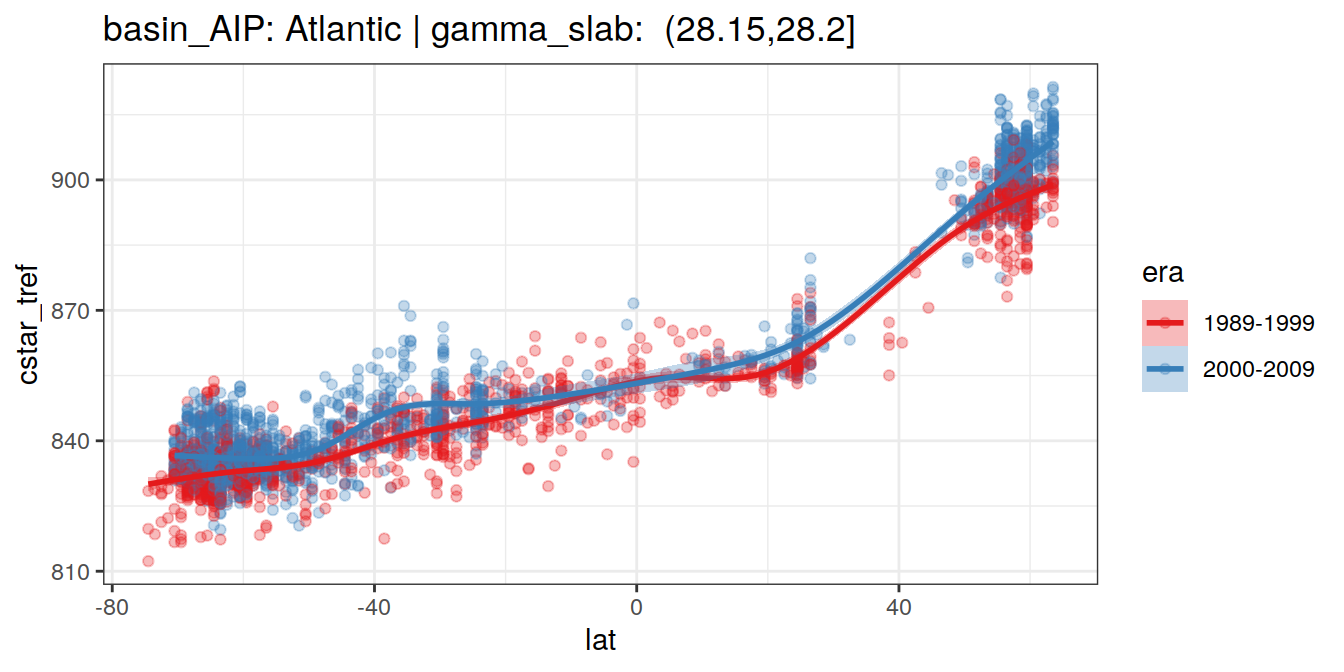 basin_AIP: Atlantic | gamma_slab:  (28.15,28.2]
900
870
840
810
cstar_tref
-80
-40
0
40
lat
era
1989-1999
2000-2009